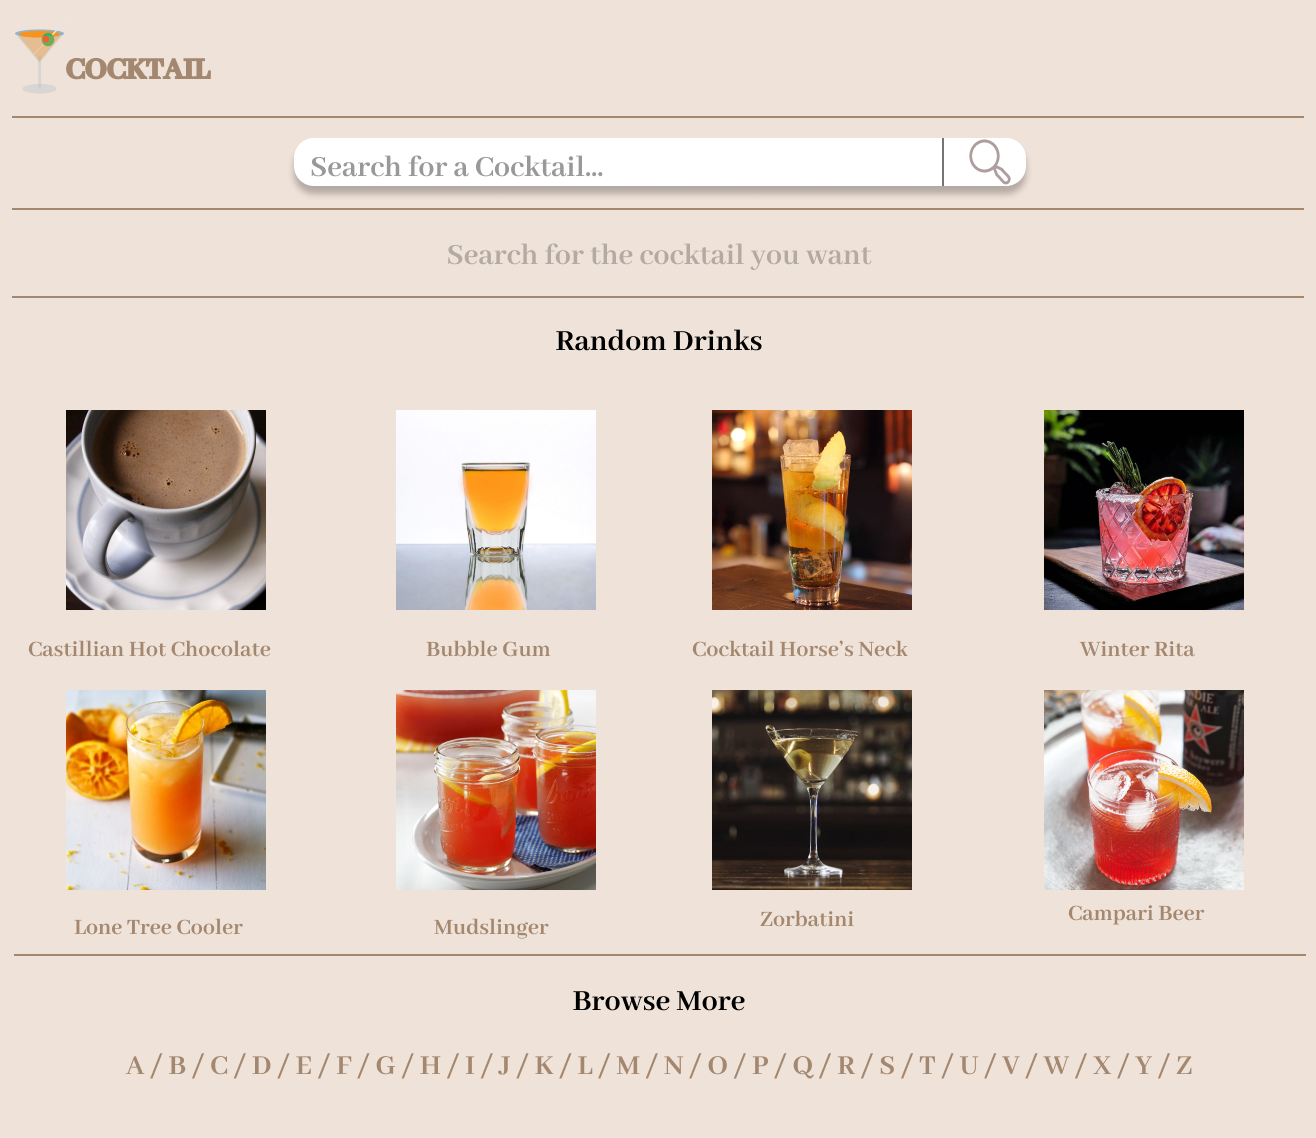 COCKTAIL
Search for a Cocktail...
Search for the cocktail you want
Random Drinks
Castillian Hot Chocolate
Bubble Gum
Cocktail Horse’s Neck
Winter Rita
Lone Tree Cooler
Mudslinger
Zorbatini
Campari Beer
Browse More
A / B / C / D / E / F / G / H / I / J / K / L / M / N / O / P / Q / R / S / T / U / V / W / X / Y / Z